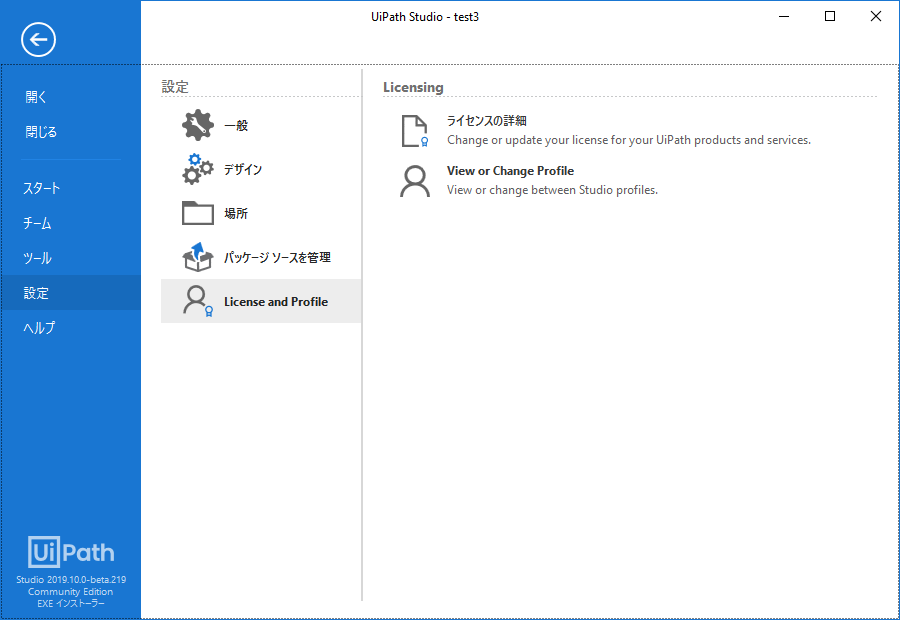 UiPath Studio - test3
開く
閉じる
スタート
チーム
ツール
設定
ヘルプ
UiPath
Studio 2019.10.0-beta.219
Community Edition
EXE インストーラー
設定
一般
デザイン
場所
パッケージ ソースを管理
License and Profile
Licensing
ライセンスの詳細
Change or update your license for your UiPath products and services.
View or Change Profile
View or change between Studio profiles.